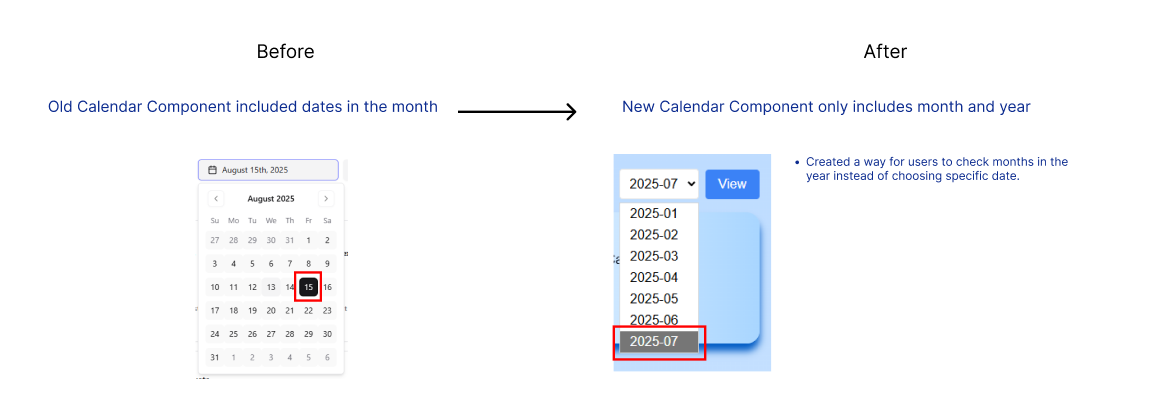 Before
After
Old Calendar Component included dates in the month
New Calendar Component only includes month and year
August 15th, 2025
August 2025
Su Mo Tu We Th Fr Sa
27 28 29 30 31 1 2
3 4 5 6 7 8 9
10 11 12 13 14 15 16
17 18 19 20 21 22 23
24 25 26 27 28 29 30
31 1 2 3 4 5 6
2025-07 View
2025-01
2025-02
2025-03
2025-04
2025-05
2025-06
2025-07
• Created a way for users to check months in the
year instead of choosing specific date.